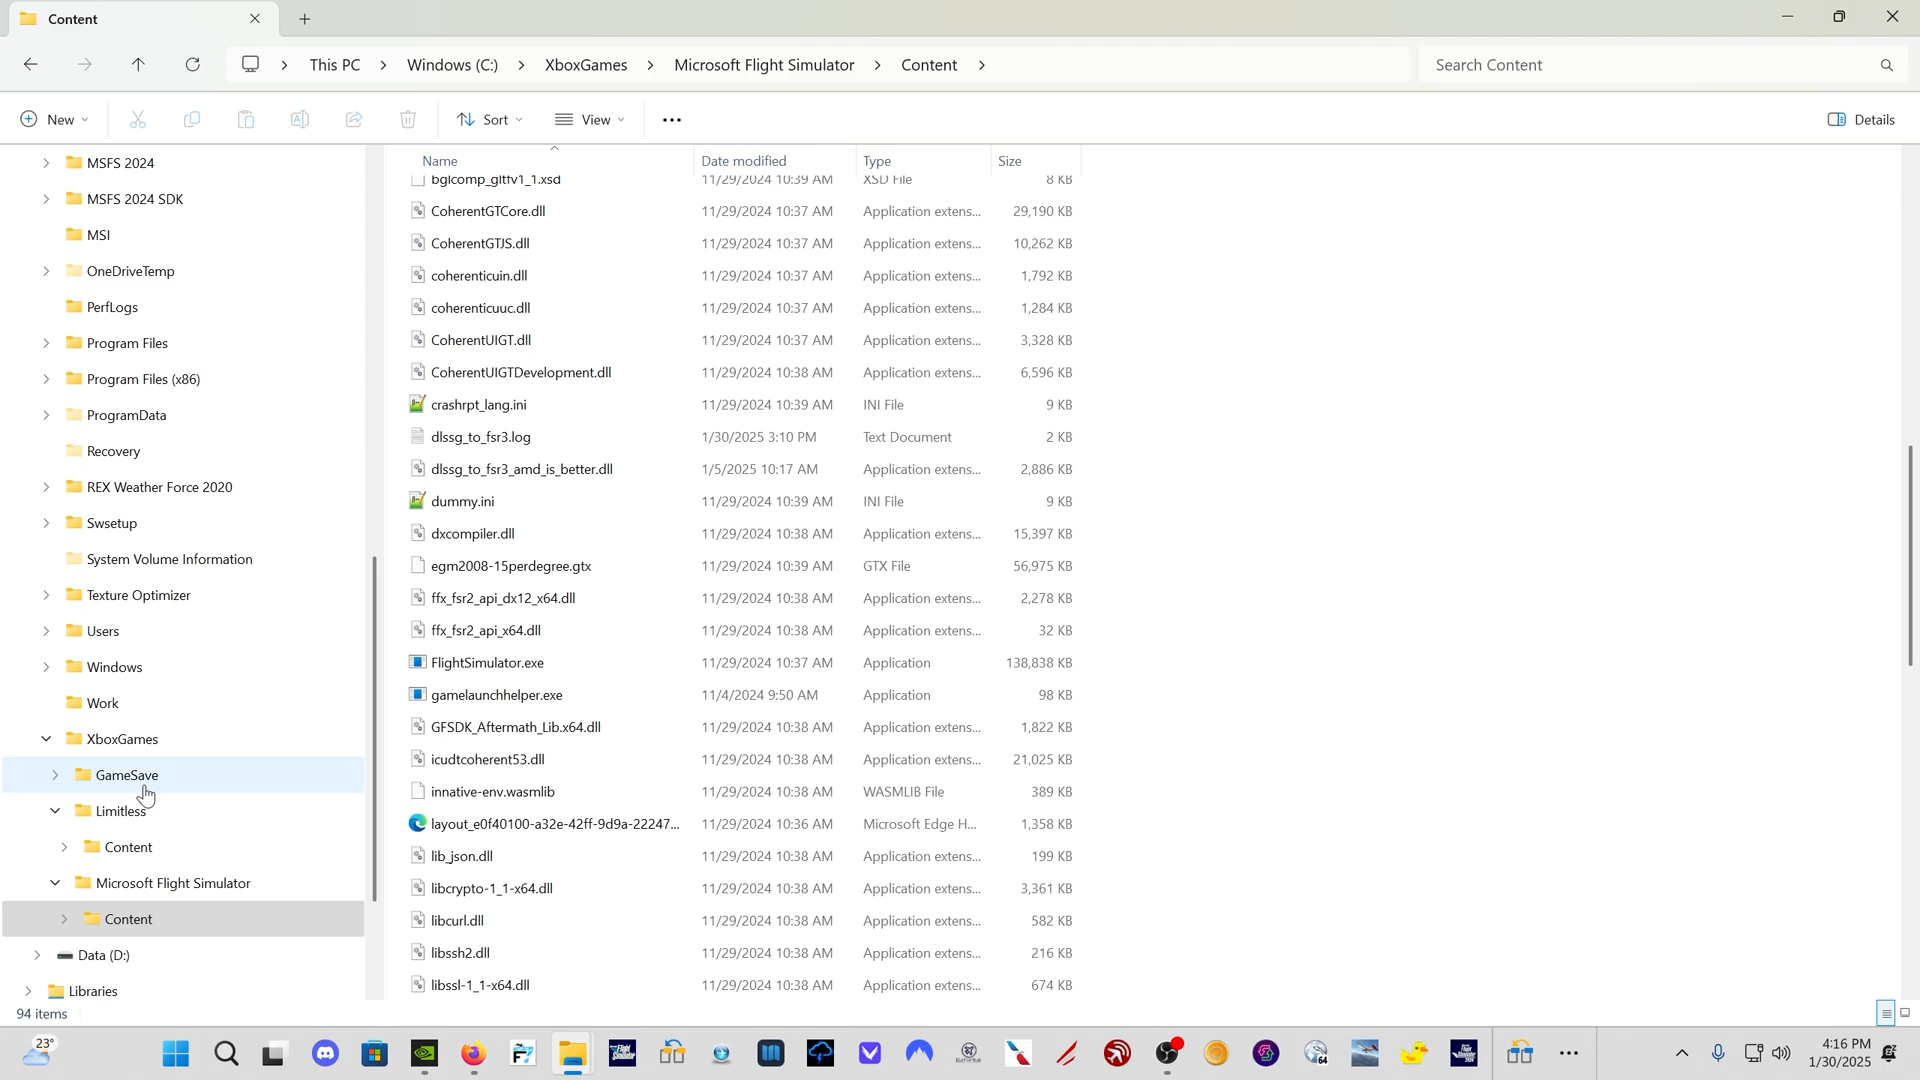 Content
This PC > Windows (C:) > XboxGames > Microsoft Flight Simulator > Content >
Search Content
New
Sort
View
Details
MSFS 2024
MSFS 2024 SDK
MSI
OneDriveTemp
PerfLogs
Program Files
Program Files (x86)
ProgramData
Recovery
REX Weather Force 2020
Swsetup
System Volume Information
Texture Optimizer
Users
Windows
Work
XboxGames
GameSave
Limitless
Content
Microsoft Flight Simulator
Content
Data (D:)
Libraries
Name Date modified Type Size
bglcomp_gltfv1_1.xsd 11/29/2024 10:39 AM XSD File 8 KB
CoherentGTCore.dll 11/29/2024 10:37 AM Application extens... 29,190 KB
CoherentGTJS.dll 11/29/2024 10:37 AM Application extens... 10,262 KB
coherenticuin.dll 11/29/2024 10:37 AM Application extens... 1,792 KB
coherenticuuc.dll 11/29/2024 10:37 AM Application extens... 1,284 KB
CoherentUIGT.dll 11/29/2024 10:37 AM Application extens... 3,328 KB
CoherentUIGTDevelopment.dll 11/29/2024 10:38 AM Application extens... 6,596 KB
crashrpt_lang.ini 11/29/2024 10:39 AM INI File 9 KB
dlssg_to_fsr3.log 1/30/2025 3:10 PM Text Document 2 KB
dlssg_to_fsr3_amd_is_better.dll 1/5/2025 10:17 AM Application extens... 2,886 KB
dummy.ini 11/29/2024 10:39 AM INI File 9 KB
dxcompiler.dll 11/29/2024 10:38 AM Application extens... 15,397 KB
egm2008-15perdegree.gtx 11/29/2024 10:39 AM GTX File 56,975 KB
ffx_fsr2_api_dx12_x64.dll 11/29/2024 10:38 AM Application extens... 2,278 KB
ffx_fsr2_api_x64.dll 11/29/2024 10:38 AM Application extens... 32 KB
FlightSimulator.exe 11/29/2024 10:37 AM Application 138,838 KB
gamelaunchhelper.exe 11/4/2024 9:50 AM Application 98 KB
GFSDK_Aftermath_Lib.x64.dll 11/29/2024 10:38 AM Application extens... 1,822 KB
icudtcoherent53.dll 11/29/2024 10:38 AM Application extens... 21,025 KB
innative-env.wasmlib 11/29/2024 10:38 AM WASMLIB File 389 KB
layout_e0f40100-a32e-42ff-9d9a-22247... 11/29/2024 10:36 AM Microsoft Edge H... 1,358 KB
lib_json.dll 11/29/2024 10:38 AM Application extens... 199 KB
libcrypto-1_1-x64.dll 11/29/2024 10:38 AM Application extens... 3,361 KB
libcurl.dll 11/29/2024 10:38 AM Application extens... 582 KB
libssh2.dll 11/29/2024 10:38 AM Application extens... 216 KB
libssl-1_1-x64.dll 11/29/2024 10:38 AM Application extens... 674 KB
94 items
23°
4:16 PM
1/30/2025